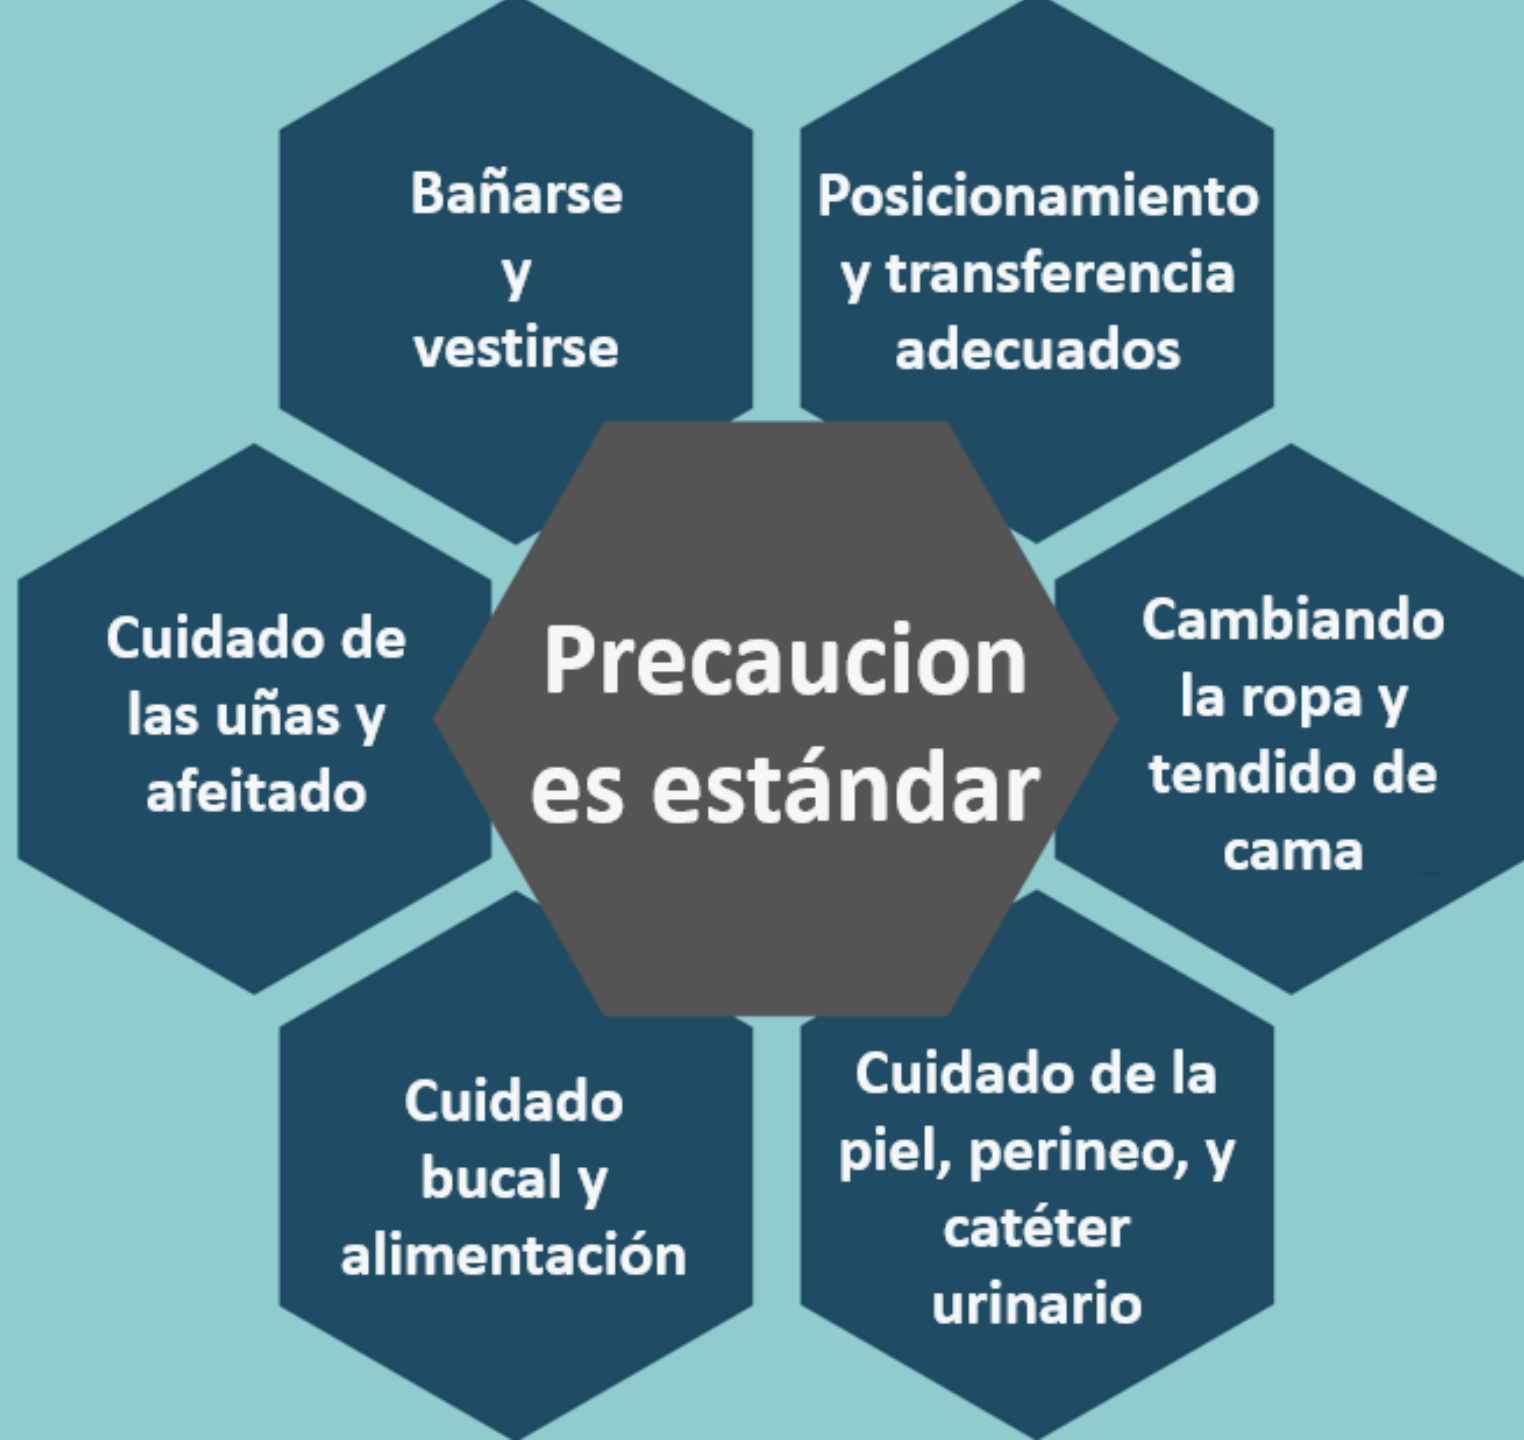 Bañarse
y
vestirse
Posicionamiento
y transferencia
adecuados
Cuidado de
las uñas y
afeitado
Precaucion
es estándar
Cambiando
la ropa y
tendido de
cama
Cuidado
bucal y
alimentación
Cuidado de la
piel, perineo, y
catéter
urinario